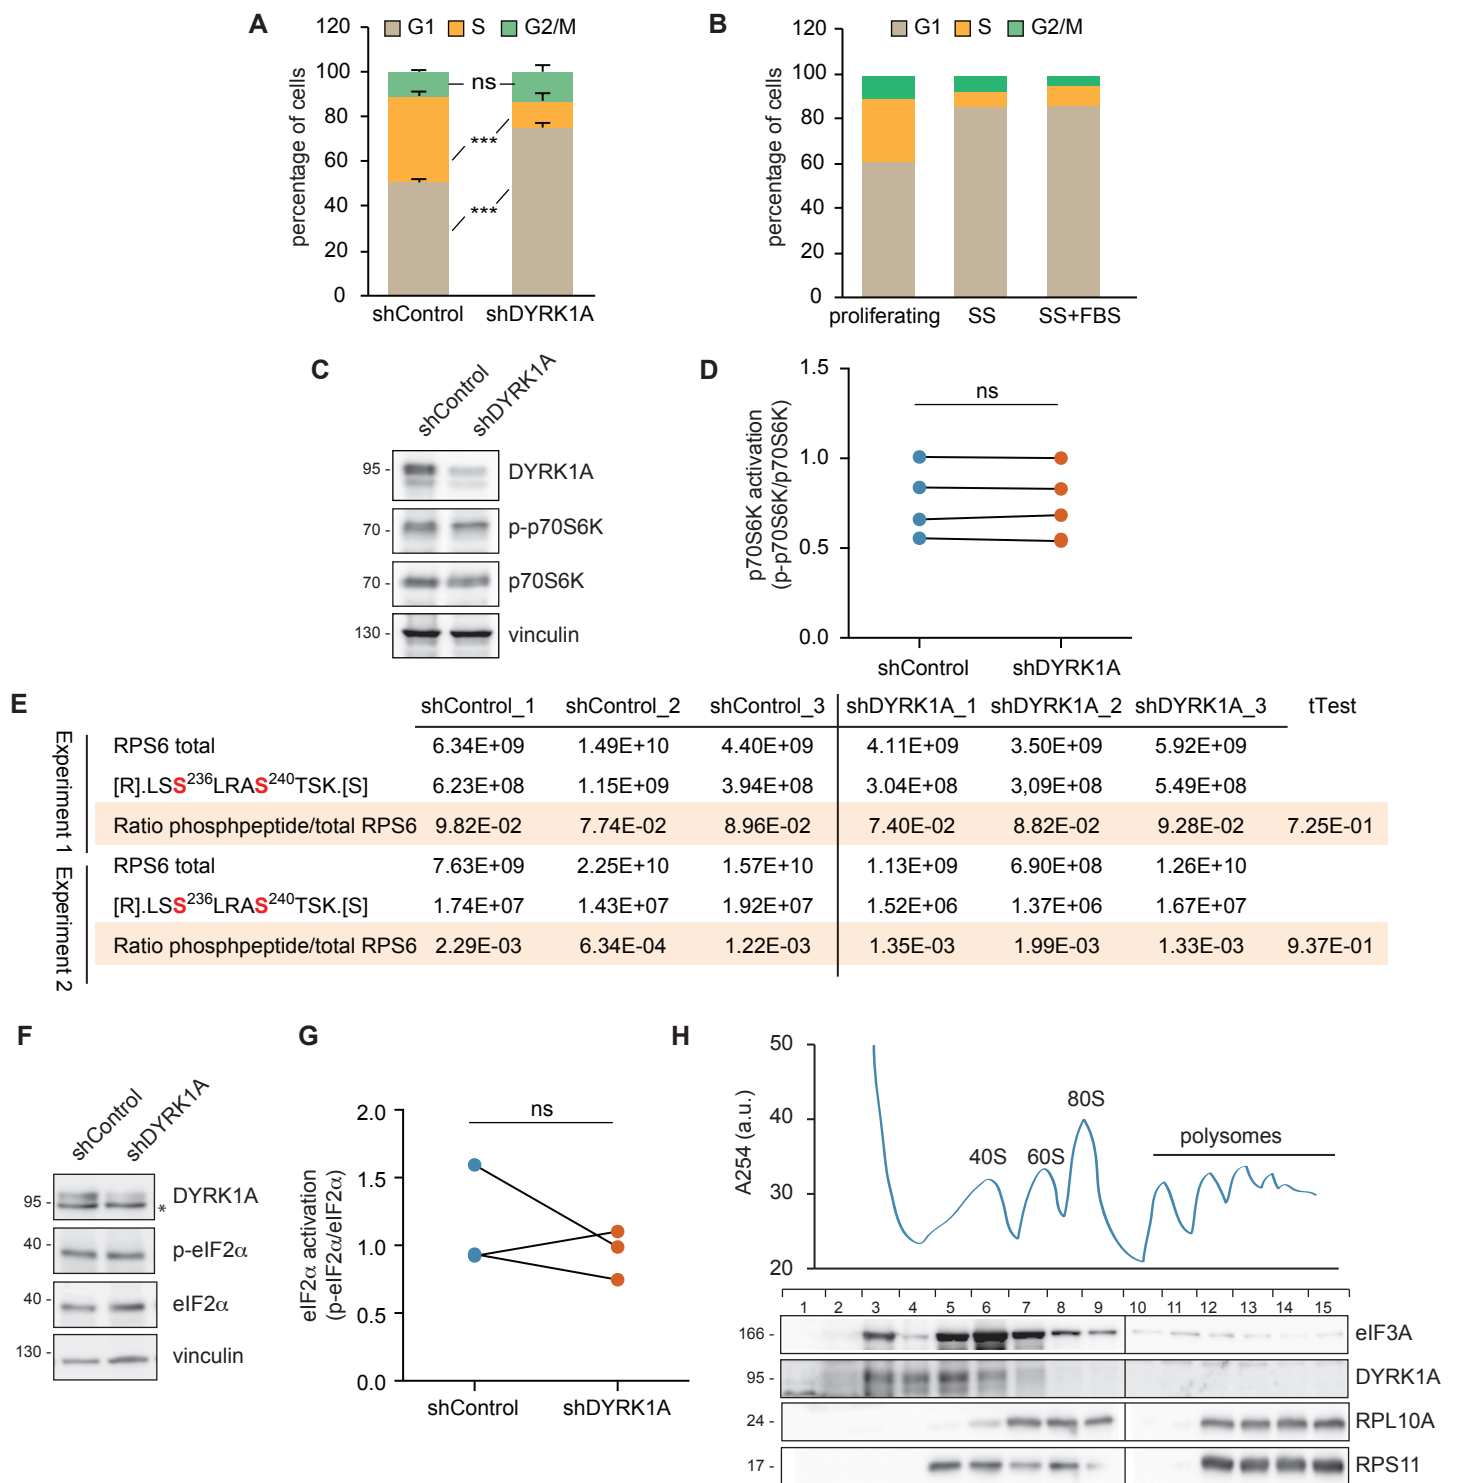 A
120
100
80
60
40
20
0
percentage of cells
G1 S G2/M
ns
***
***
shControl shDYRK1A
B
120
100
80
60
40
20
0
percentage of cells
G1 S G2/M
proliferating SS SS+FBS
C
shControl shDYRK1A
95 - DYRK1A
70 - p-p70S6K
70 - p70S6K
130 - vinculin
D
1.5
1.0
0.5
0.0
p70S6K activation
(p-p70S6K/p70S6K)
ns
shControl shDYRK1A
E
shControl_1 shControl_2 shControl_3 shDYRK1A_1 shDYRK1A_2 shDYRK1A_3 tTest
Experiment 1
RPS6 total 6.34E+09 1.49E+10 4.40E+09 4.11E+09 3.50E+09 5.92E+09
[R].LSS236LRAS240TSK.[S] 6.23E+08 1.15E+09 3.94E+08 3.04E+08 3,09E+08 5.49E+08
Ratio phosphpeptide/total RPS6 9.82E-02 7.74E-02 8.96E-02 7.40E-02 8.82E-02 9.28E-02 7.25E-01
Experiment 2
RPS6 total 7.63E+09 2.25E+10 1.57E+10 1.13E+09 6.90E+08 1.26E+10
[R].LSS236LRAS240TSK.[S] 1.74E+07 1.43E+07 1.92E+07 1.52E+06 1.37E+06 1.67E+07
Ratio phosphpeptide/total RPS6 2.29E-03 6.34E-04 1.22E-03 1.35E-03 1.99E-03 1.33E-03 9.37E-01
F
shControl shDYRK1A
95 - DYRK1A
*
40 - p-eIF2α
40 - eIF2α
130 - vinculin
G
2.0
1.5
1.0
0.5
0.0
eIF2α activation
(p-eIF2α/eIF2α)
ns
shControl shDYRK1A
H
50
40
30
20
A254 (a.u.)
40S 60S 80S polysomes
1 2 3 4 5 6 7 8 9 10 11 12 13 14 15
166 - eIF3A
95 - DYRK1A
24 - RPL10A
17 - RPS11